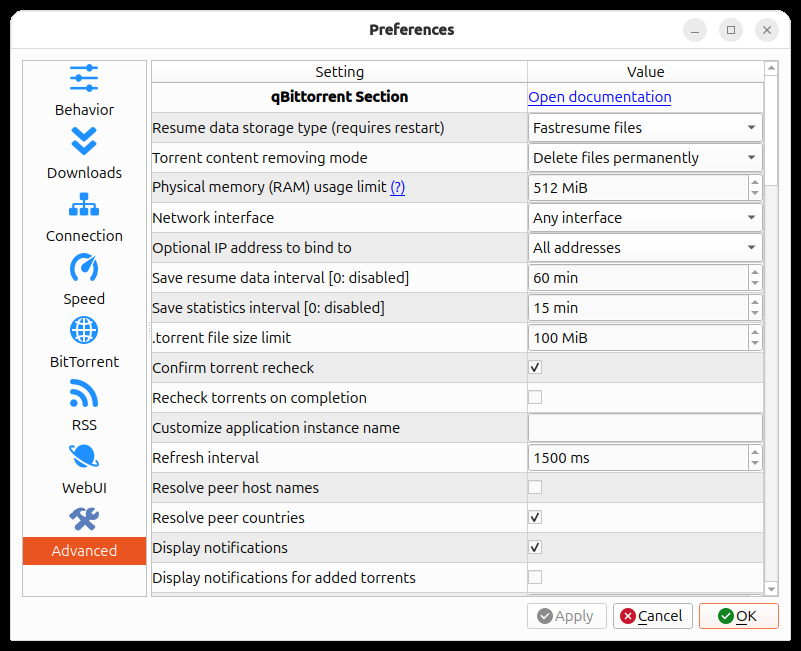 Preferences
Behavior
Downloads
Connection
Speed
BitTorrent
RSS
WebUI
Advanced
Setting Value
qBittorrent Section Open documentation
Resume data storage type (requires restart) Fastresume files
Torrent content removing mode Delete files permanently
Physical memory (RAM) usage limit (?) 512 MiB
Network interface Any interface
Optional IP address to bind to All addresses
Save resume data interval [0: disabled] 60 min
Save statistics interval [0: disabled] 15 min
.torrent file size limit 100 MiB
Confirm torrent recheck
Recheck torrents on completion
Customize application instance name
Refresh interval 1500 ms
Resolve peer host names
Resolve peer countries
Display notifications
Display notifications for added torrents
Apply Cancel OK